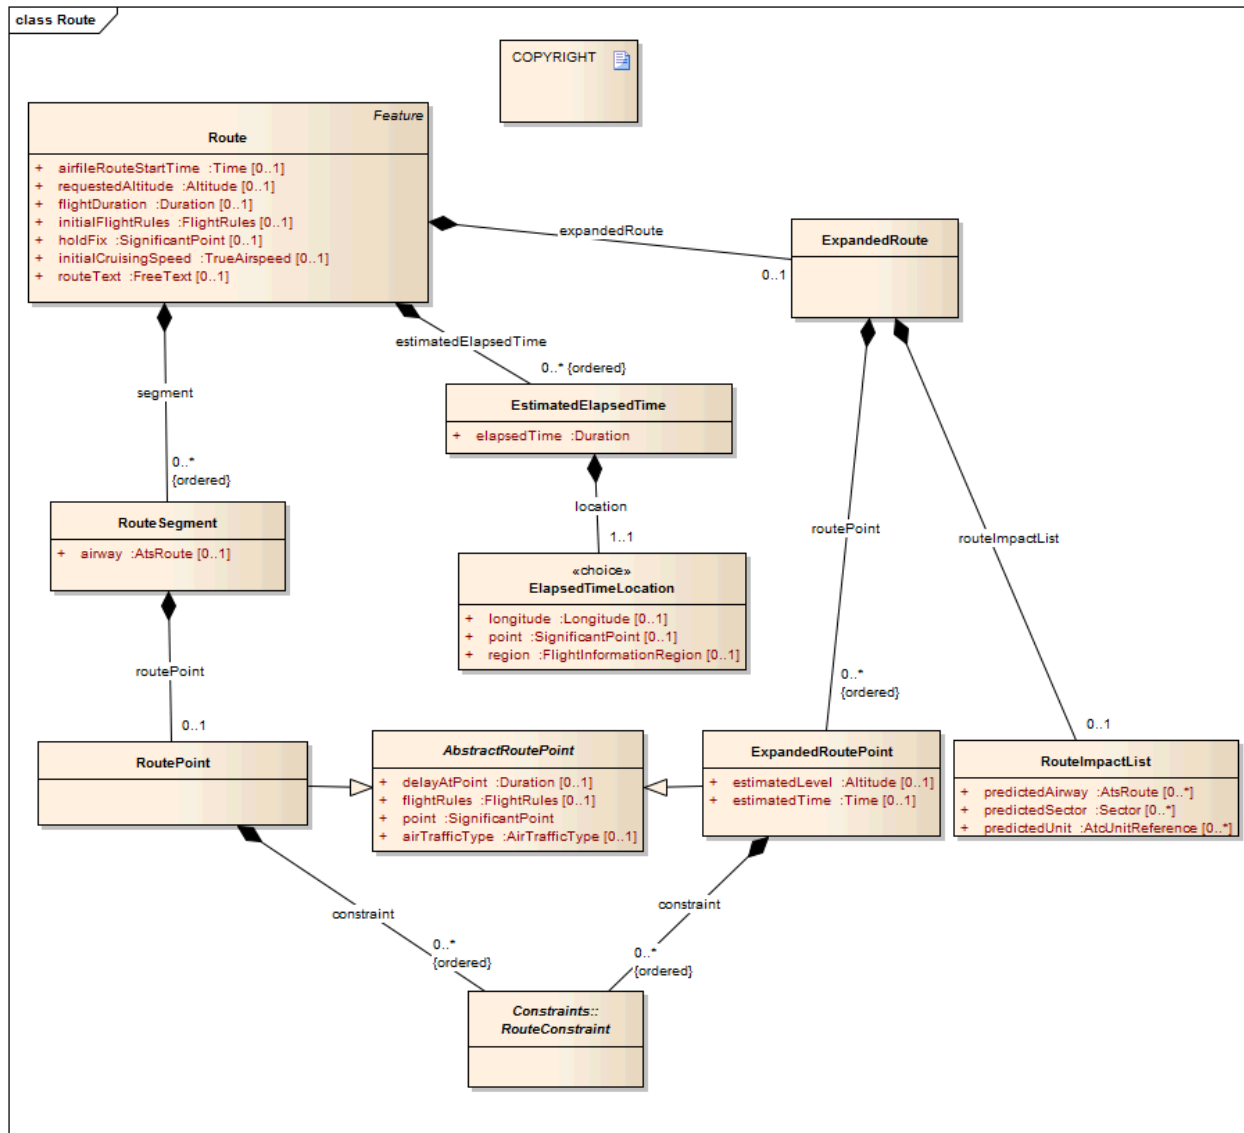 class Route
COPYRIGHT
Feature
Route
+ airfileRouteStartTime :Time [0..1]
+ requestedAltitude :Altitude [0..1]
+ flightDuration :Duration [0..1]
+ initialFlightRules :FlightRules [0..1]
+ holdFix :SignificantPoint [0..1]
+ initialCruisingSpeed :TrueAirspeed [0..1]
+ routeText :FreeText [0..1]
expandedRoute
0..1
ExpandedRoute
estimatedElapsedTime
0..* {ordered}
segment
0..*
{ordered}
EstimatedElapsedTime
+ elapsedTime :Duration
location
1..1
RouteSegment
+ airway :AtsRoute [0..1]
«choice»
ElapsedTimeLocation
+ longitude :Longitude [0..1]
+ point :SignificantPoint [0..1]
+ region :FlightInformationRegion [0..1]
routePoint
0..*
{ordered}
routeImpactList
0..1
routePoint
0..1
RoutePoint
AbstractRoutePoint
+ delayAtPoint :Duration [0..1]
+ flightRules :FlightRules [0..1]
+ point :SignificantPoint
+ airTrafficType :AirTrafficType [0..1]
ExpandedRoutePoint
+ estimatedLevel :Altitude [0..1]
+ estimatedTime :Time [0..1]
RouteImpactList
+ predictedAirway :AtsRoute [0..*]
+ predictedSector :Sector [0..*]
+ predictedUnit :AtcUnitReference [0..*]
constraint
0..*
{ordered}
constraint
0..*
{ordered}
Constraints::
RouteConstraint